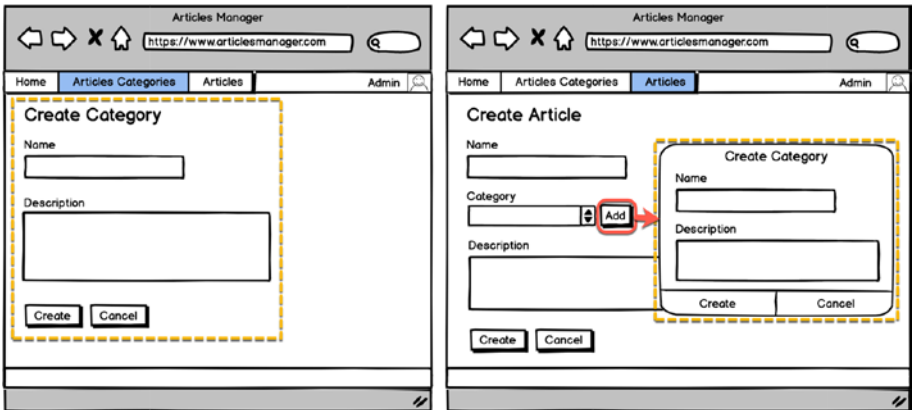 Articles Manager
https://www.articlesmanager.com
Home Articles Categories Articles Admin
Create Category
Name
Description
Create Cancel
Articles Manager
https://www.articlesmanager.com
Home Articles Categories Articles Admin
Create Article
Name
Category
Add
Description
Create Cancel
Create Category
Name
Description
Create Cancel